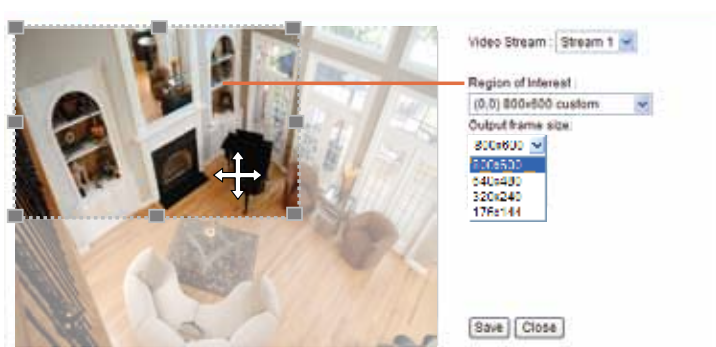 Video Stream : Stream 1
Region of Interest :
(0,0) 800x600 custom
Output frame size:
800x600
800x600
640x480
320x240
176x144
Save Close